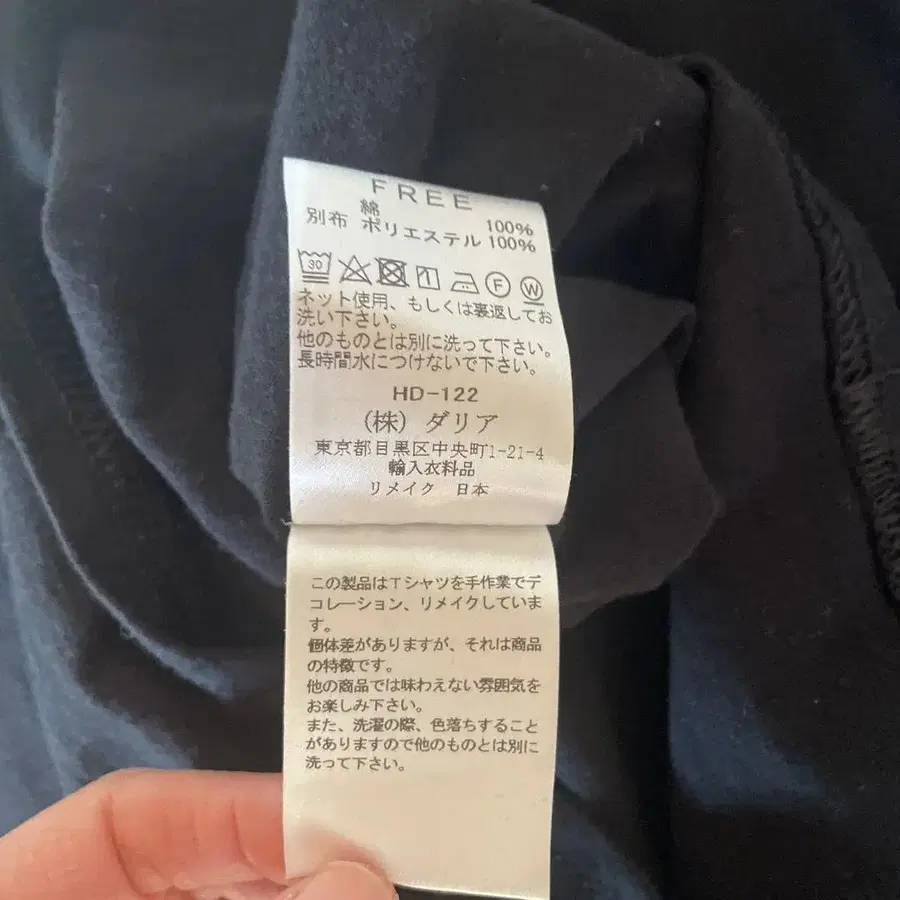 FREE
綿 100%
別布 ポリエステル 100%
30 F W
ネット使用、もしくは裏返してお
洗い下さい。
他のものとは別に洗って下さい。
長時間水につけないで下さい。
HD-122
(株) ダリア
東京都目黒区中央町1-21-4
輸入衣料品
リメイク 日本
この製品はTシャツを手作業でデ
コレーション、リメイクしていま
す。
個体差がありますが、それは商品
の特徴です。
他の商品では味わえない雰囲気を
お楽しみ下さい。
また、洗濯の際、色落ちすること
がありますので他のものとは別に
洗って下さい。